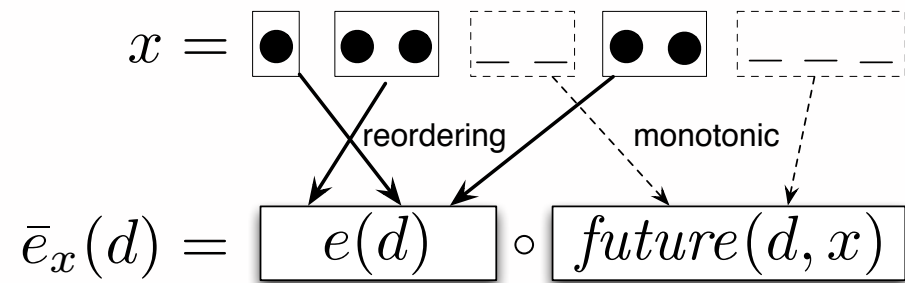 x =
reordering monotonic
ē_x(d) = e(d) ∘ future(d, x)